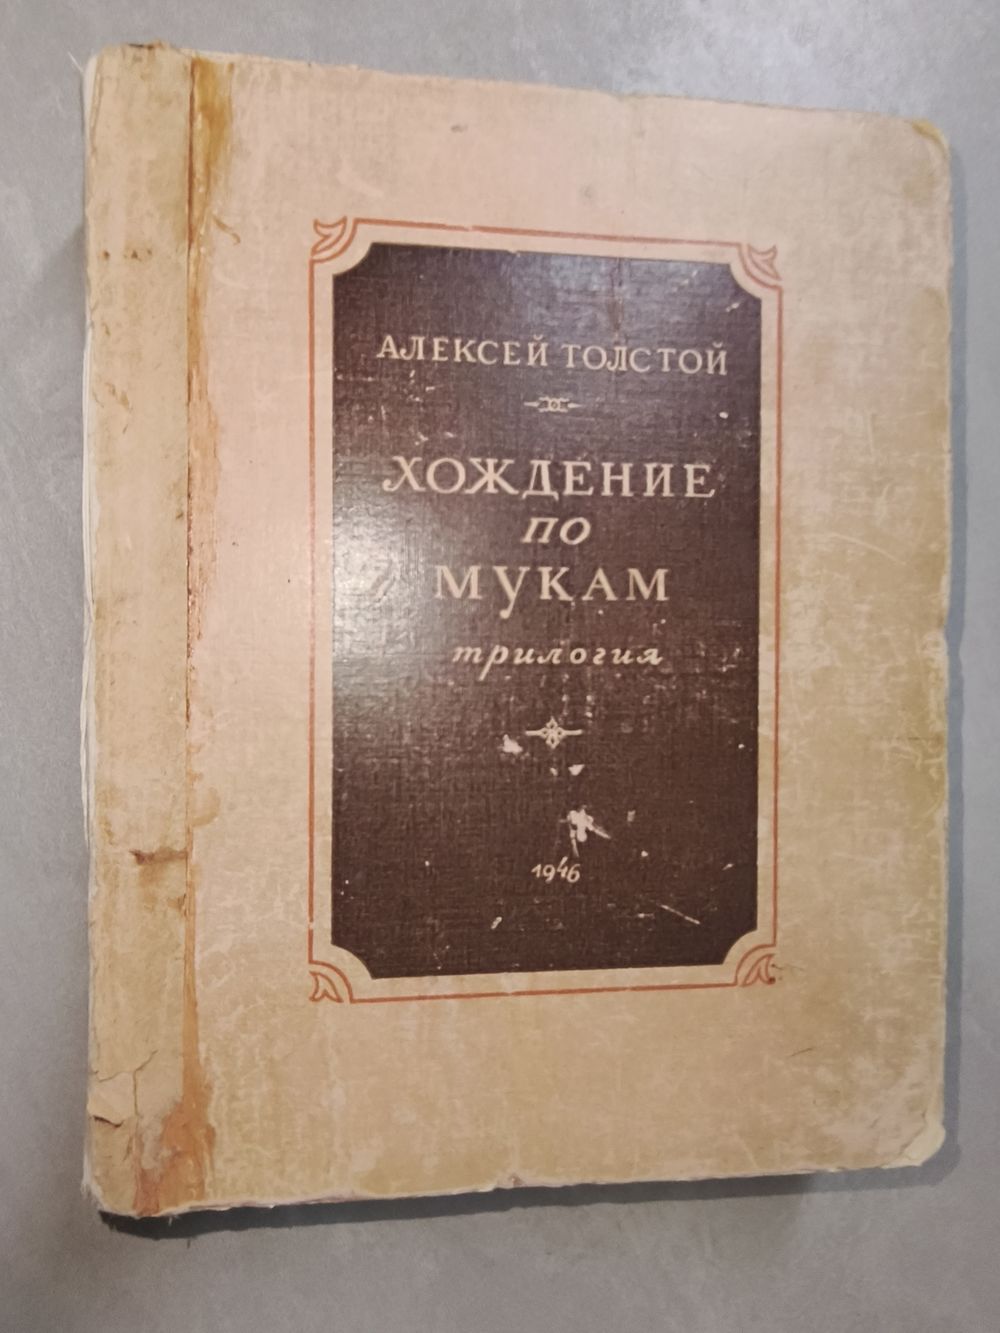 АЛЕКСЕЙ ТОЛСТОЙ
ХОЖДЕНИЕ
ПО
МУКАМ
трилогия
1946